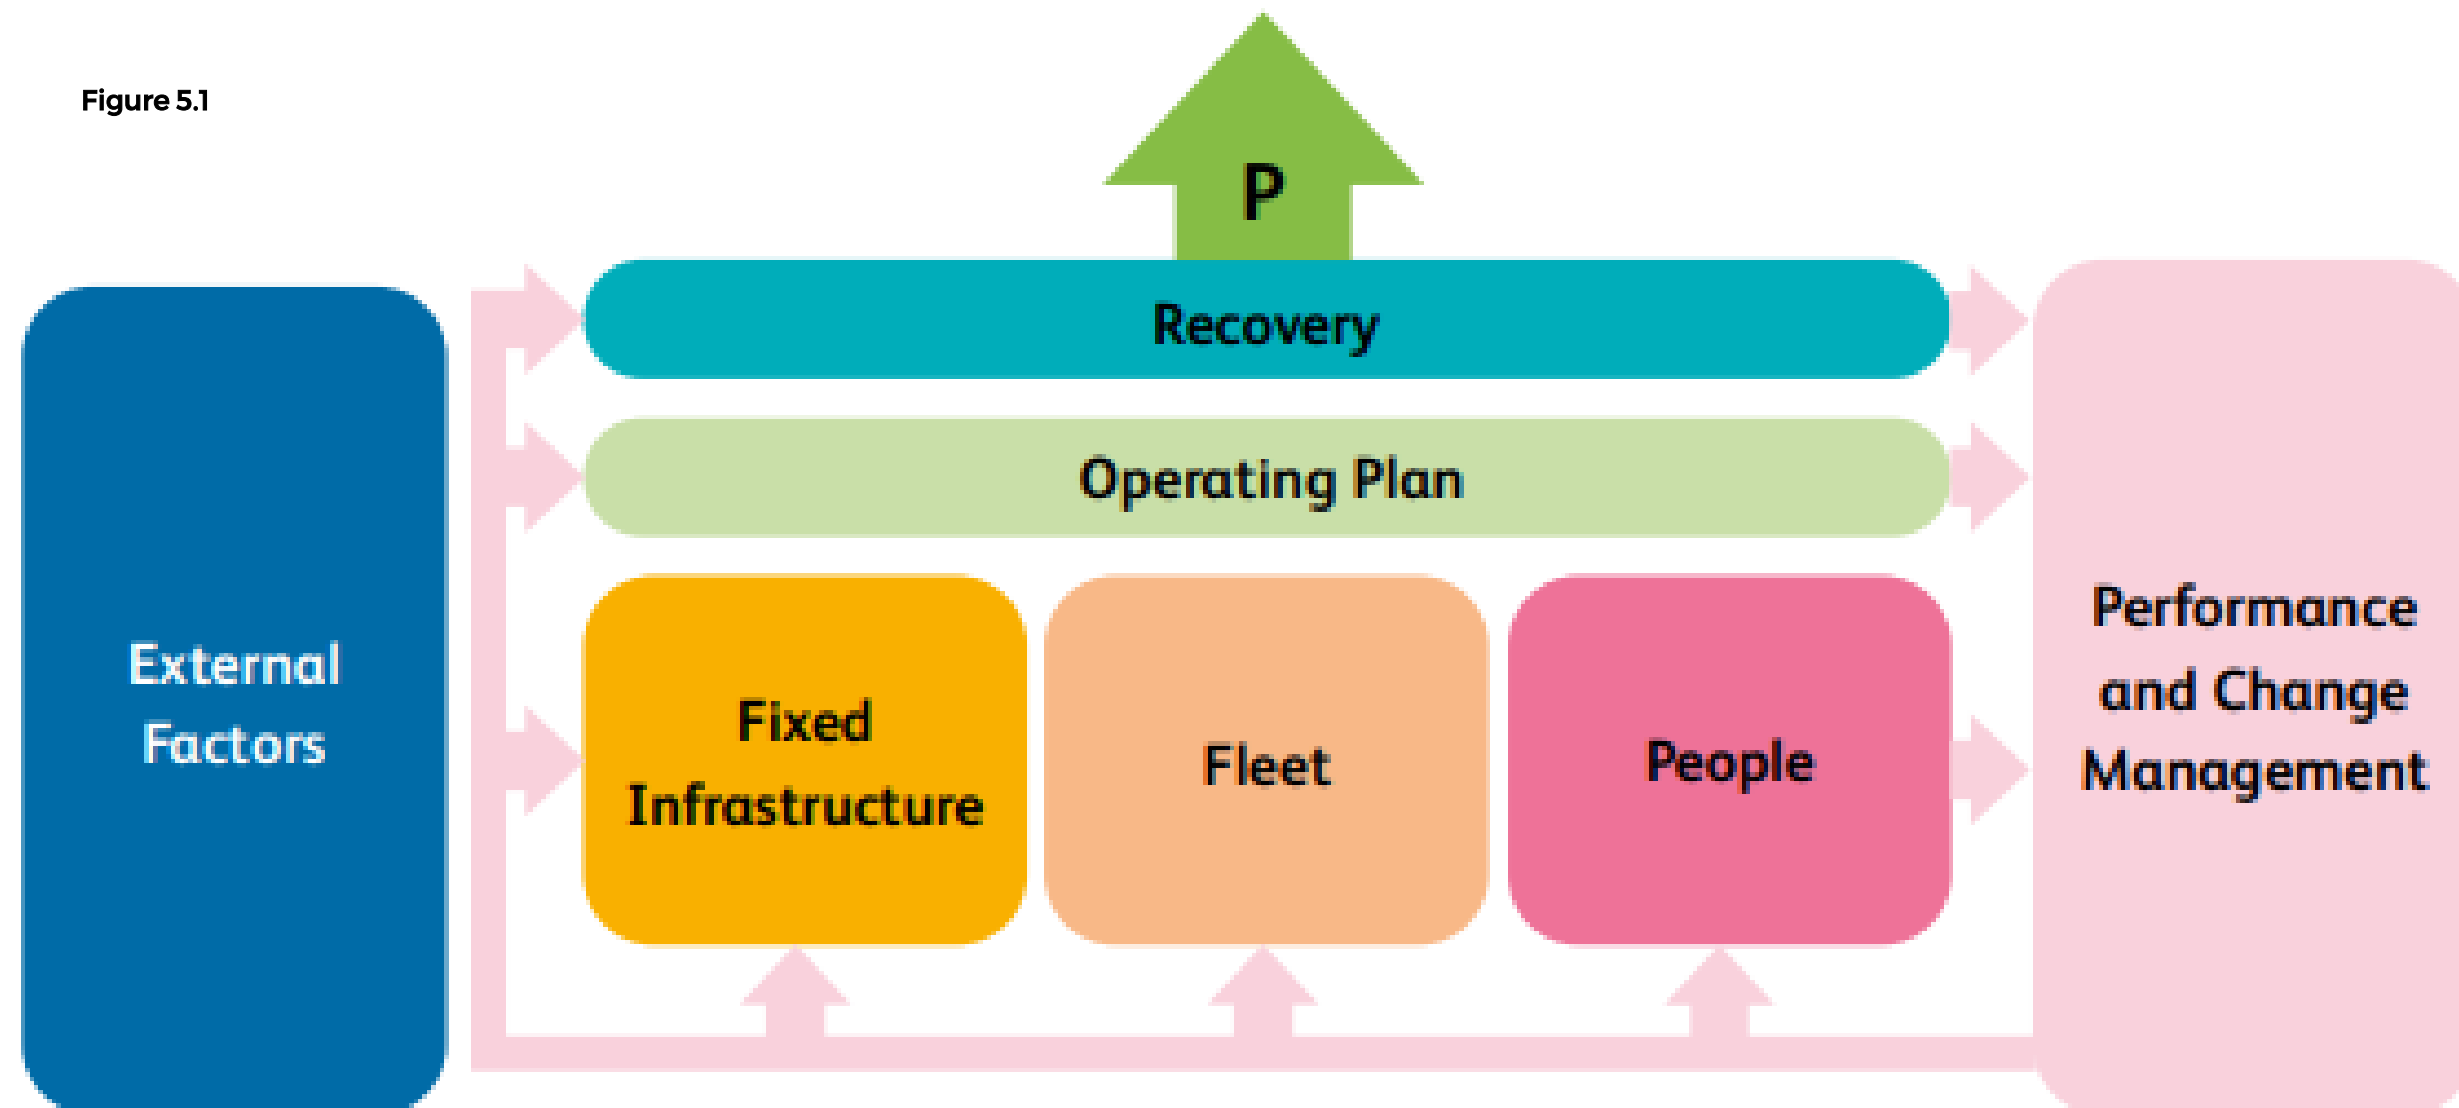 Figure 5.1
P
Recovery
Operating Plan
External
Factors
Fixed
Infrastructure
Fleet
People
Performance
and Change
Management